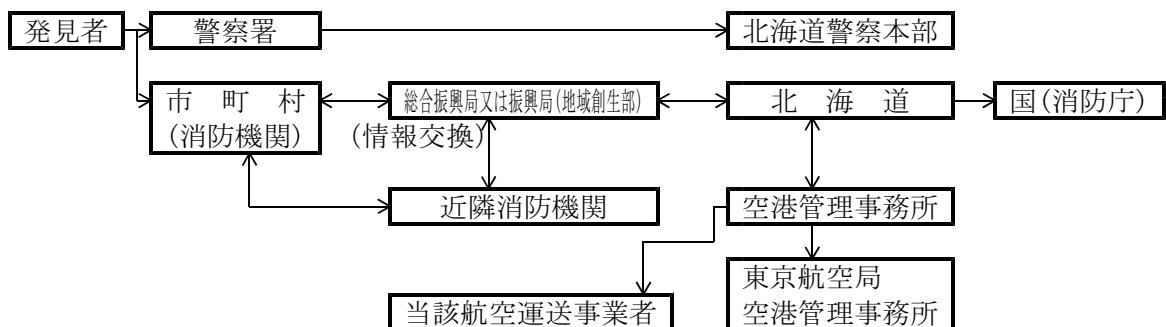 発見者
警察署
北海道警察本部
市 町 村
(消防機関)
総合振興局又は振興局(地域創生部)
北 海 道
国(消防庁)
(情報交換)
近隣消防機関
空港管理事務所
当該航空運送事業者
東京航空局
空港管理事務所